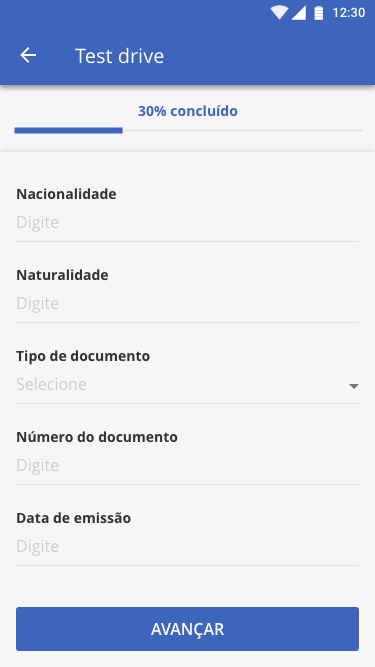 12:30
Test drive
30% concluído
Nacionalidade
Digite
Naturalidade
Digite
Tipo de documento
Selecione
Número do documento
Digite
Data de emissão
Digite
AVANÇAR